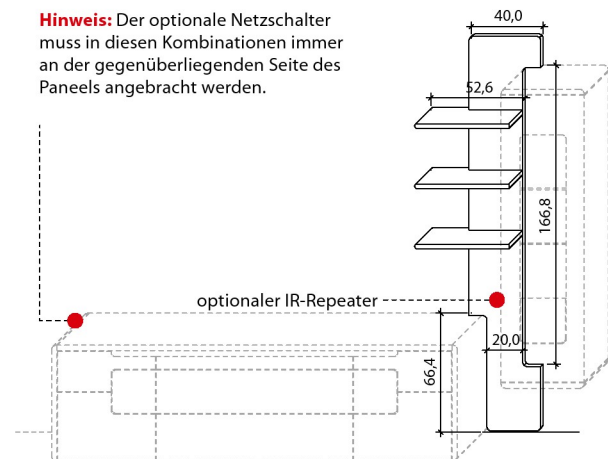 Hinweis: Der optionale Netzschalter
muss in diesen Kombinationen immer
an der gegenüberliegenden Seite des
Paneels angebracht werden.
40,0
52,6
166,8
optionaler IR-Repeater
20,0
66,4